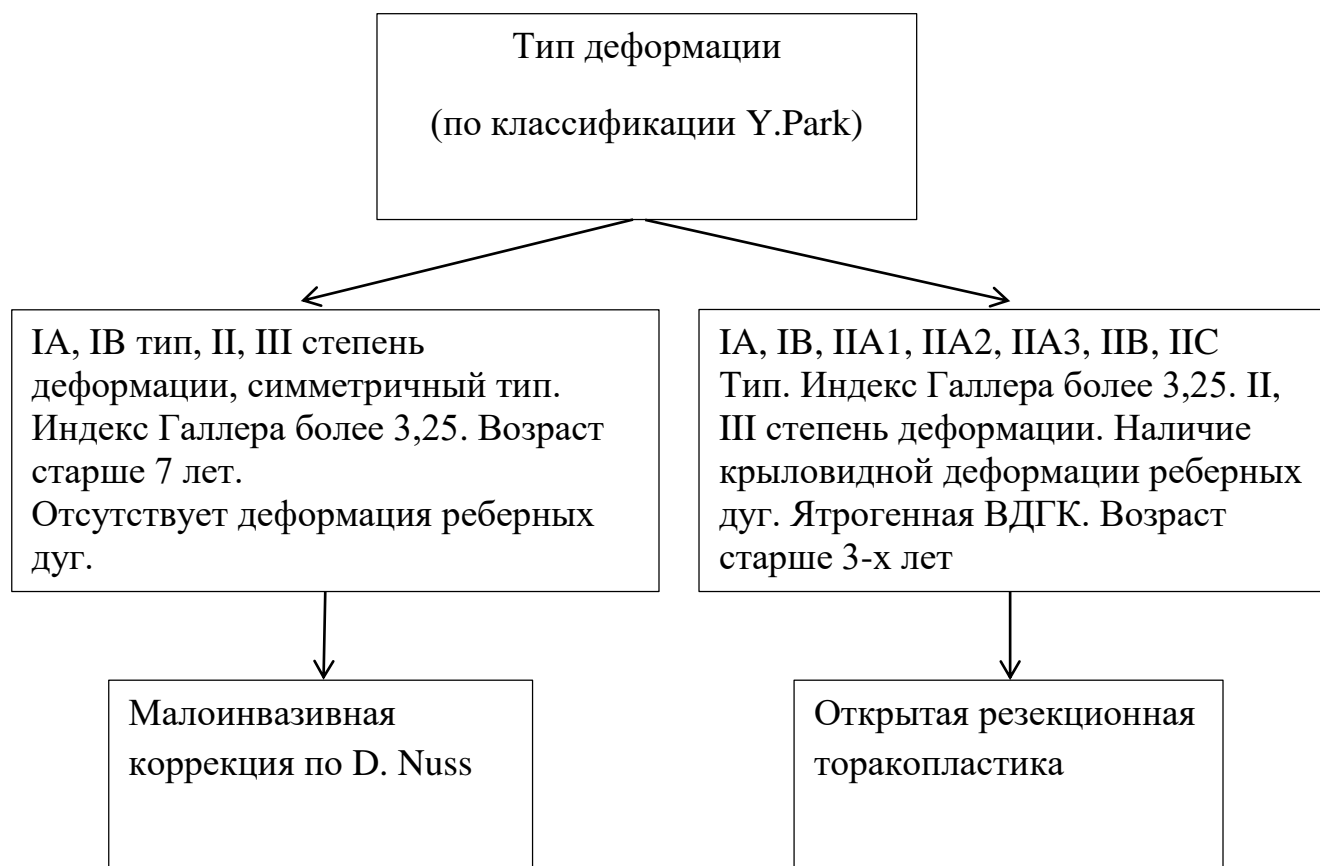 Тип деформации
(по классификации Y.Park)
IA, IB тип, II, III степень
деформации, симметричный тип.
Индекс Галлера более 3,25. Возраст
старше 7 лет.
Отсутствует деформация реберных
дуг.
IA, IB, IIA1, IIA2, IIA3, IIB, IIC
Тип. Индекс Галлера более 3,25. II,
III степень деформации. Наличие
крыловидной деформации реберных
дуг. Ятрогенная ВДГК. Возраст
старше 3-х лет
Малоинвазивная
коррекция по D. Nuss
Открытая резекционная
торакопластика